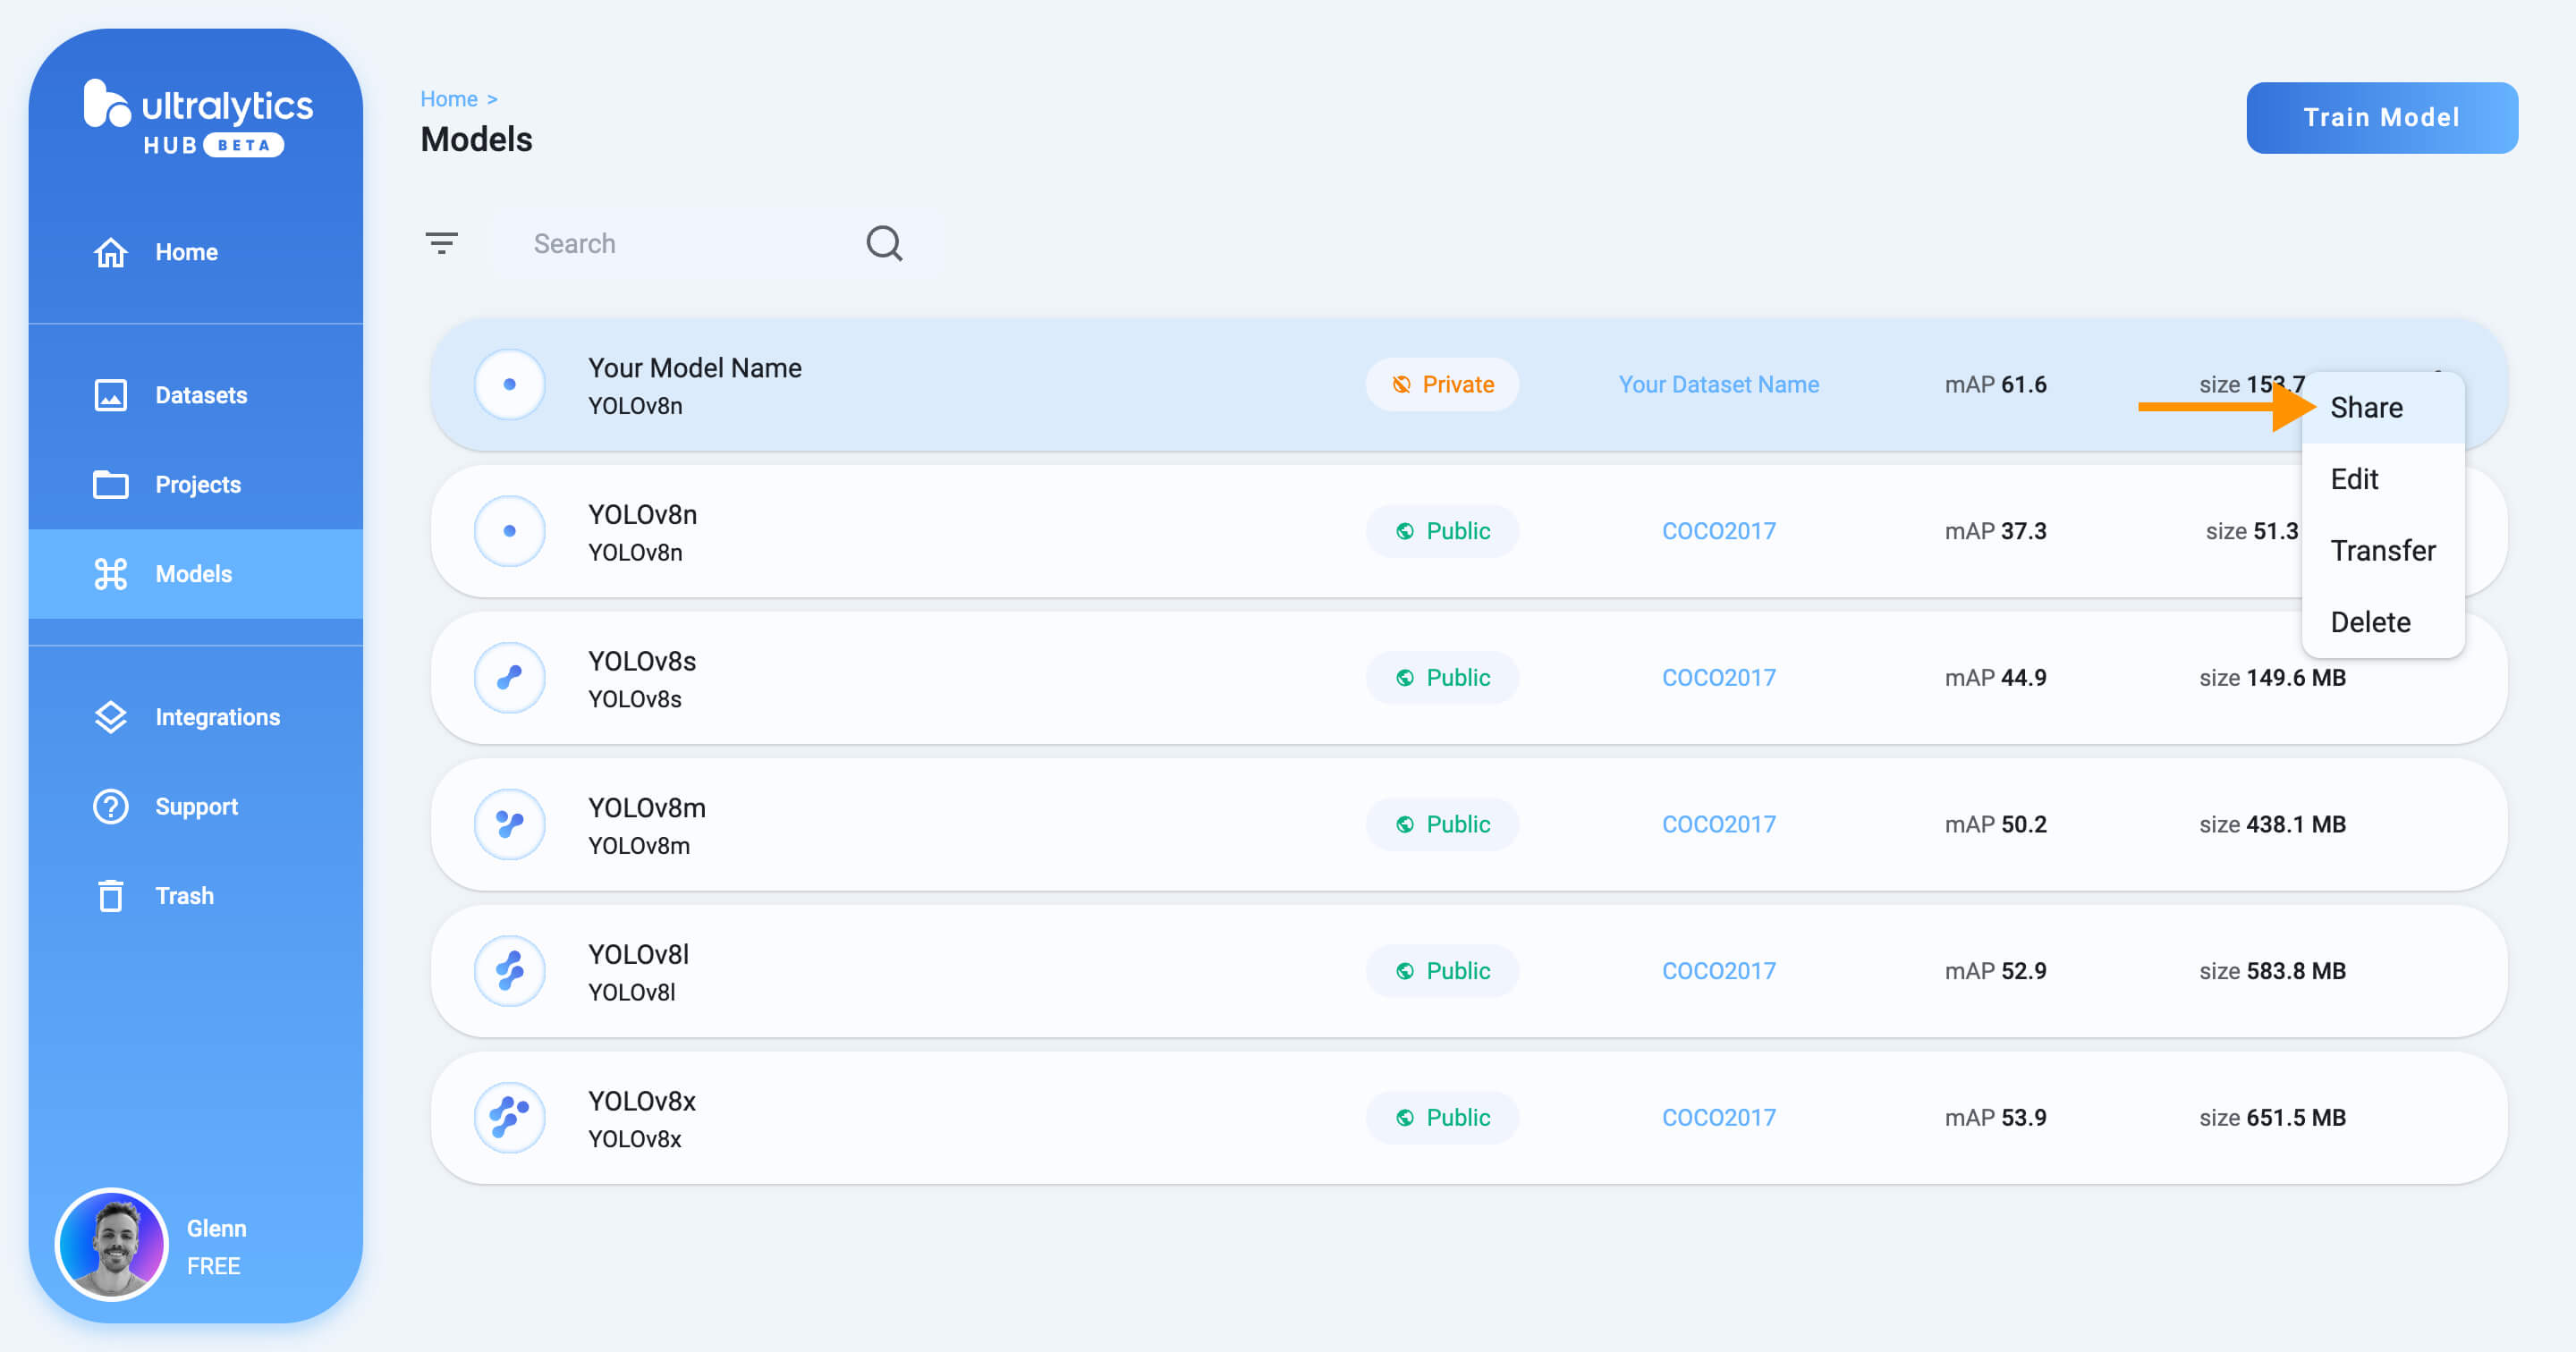 ultralytics
HUB BETA
Home
Datasets
Projects
Models
Integrations
Support
Trash
Glenn
FREE
Home >
Models
Train Model
Search
Your Model Name
YOLOv8n
Private
Your Dataset Name
mAP 61.6
size 153.7
YOLOv8n
YOLOv8n
Public
COCO2017
mAP 37.3
size 51.3
YOLOv8s
YOLOv8s
Public
COCO2017
mAP 44.9
size 149.6 MB
YOLOv8m
YOLOv8m
Public
COCO2017
mAP 50.2
size 438.1 MB
YOLOv8l
YOLOv8l
Public
COCO2017
mAP 52.9
size 583.8 MB
YOLOv8x
YOLOv8x
Public
COCO2017
mAP 53.9
size 651.5 MB
Share
Edit
Transfer
Delete